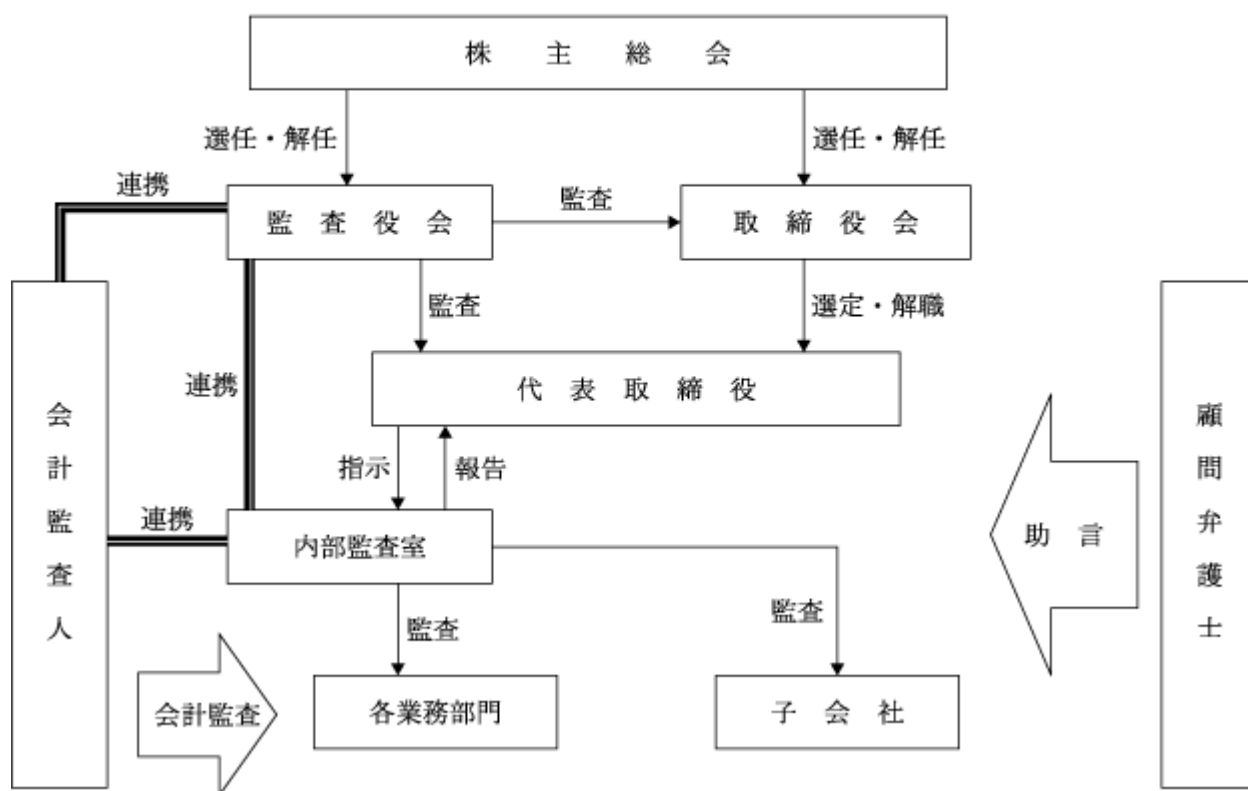 株主総会
選任・解任
選任・解任
連携
監査役会
監査
取締役会
監査
選定・解職
連携
代表取締役
会計監査人
顧問弁護士
指示
報告
助言
連携
内部監査室
監査
監査
会計監査
各業務部門
子会社